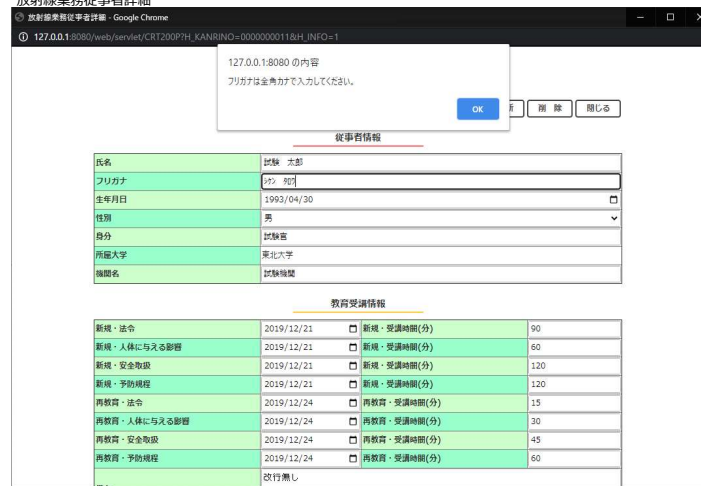 放射線業務従事者詳細
放射線業務従事者詳細 - Google Chrome
127.0.0.1:8080/web/servlet/CRT200P?H_KANRINO=0000000011&H_INFO=1
127.0.0.1:8080 の内容
フリガナは全角カナで入力してください。
OK
新 削 除 閉じる
従事者情報
氏名 試験 太郎
フリガナ ｼｹﾝ ﾀﾛｳ
生年月日 1993/04/30
性別 男
身分 試験官
所属大学 東北大学
機関名 試験機関
教育受講情報
新規・法令 2019/12/21 新規・受講時間(分) 90
新規・人体に与える影響 2019/12/21 新規・受講時間(分) 60
新規・安全取扱 2019/12/21 新規・受講時間(分) 120
新規・予防規程 2019/12/21 新規・受講時間(分) 120
再教育・法令 2019/12/24 再教育・受講時間(分) 15
再教育・人体に与える影響 2019/12/24 再教育・受講時間(分) 30
再教育・安全取扱 2019/12/24 再教育・受講時間(分) 45
再教育・予防規程 2019/12/24 再教育・受講時間(分) 60
改行無し